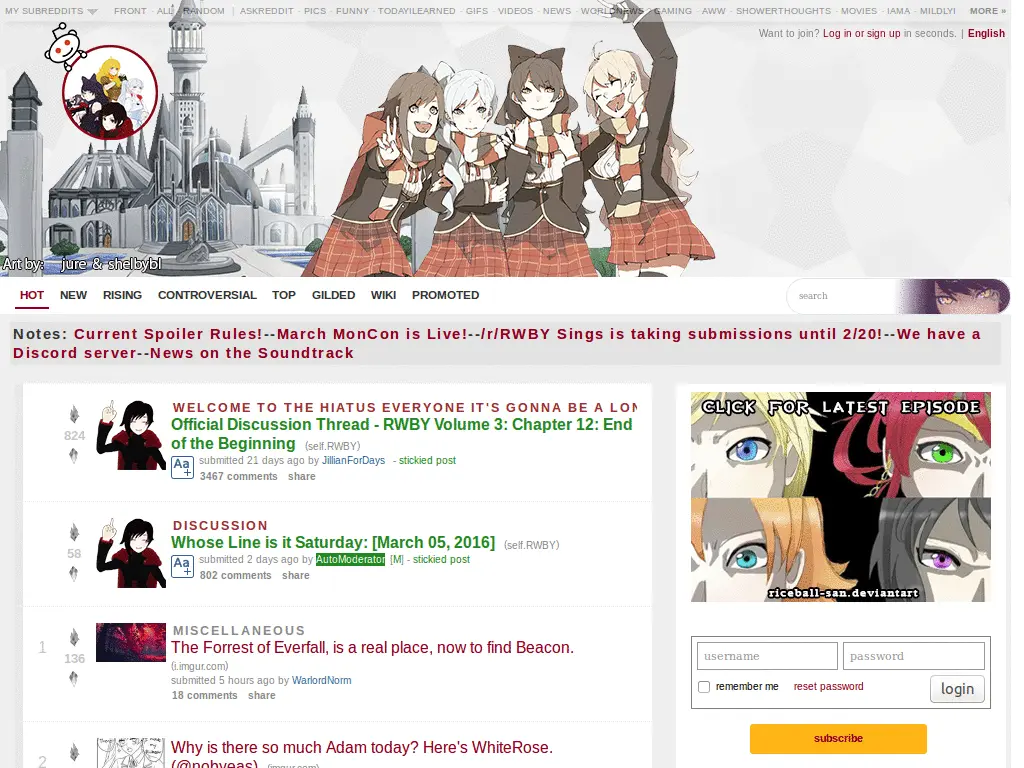 MY SUBREDDITS FRONT - ALL - RANDOM | ASKREDDIT - PICS - FUNNY - TODAYILEARNED - GIFS - VIDEOS - NEWS - WORLDNEWS - GAMING - AWW - SHOWERTHOUGHTS - MOVIES - IAMA - MILDLYI MORE »
Want to join? Log in or sign up in seconds. | English
Art by: jure & shelbybl
HOT NEW RISING CONTROVERSIAL TOP GILDED WIKI PROMOTED
search
Notes: Current Spoiler Rules!--March MonCon is Live!--/r/RWBY Sings is taking submissions until 2/20!--We have a
Discord server--News on the Soundtrack
WELCOME TO THE HIATUS EVERYONE IT'S GONNA BE A LON
824
Official Discussion Thread - RWBY Volume 3: Chapter 12: End
of the Beginning (self.RWBY)
Aa+
submitted 21 days ago by JillianForDays - stickied post
3467 comments share
DISCUSSION
58
Whose Line is it Saturday: [March 05, 2016] (self.RWBY)
Aa+
submitted 2 days ago by AutoModerator [M] - stickied post
802 comments share
MISCELLANEOUS
1
136
The Forrest of Everfall, is a real place, now to find Beacon.
(i.imgur.com)
submitted 5 hours ago by WarlordNorm
18 comments share
2
Why is there so much Adam today? Here's WhiteRose.
(@nobyeas) (imgur.com)
CLICK FOR LATEST EPISODE
riceball-san.deviantart
username
password
remember me reset password
login
subscribe